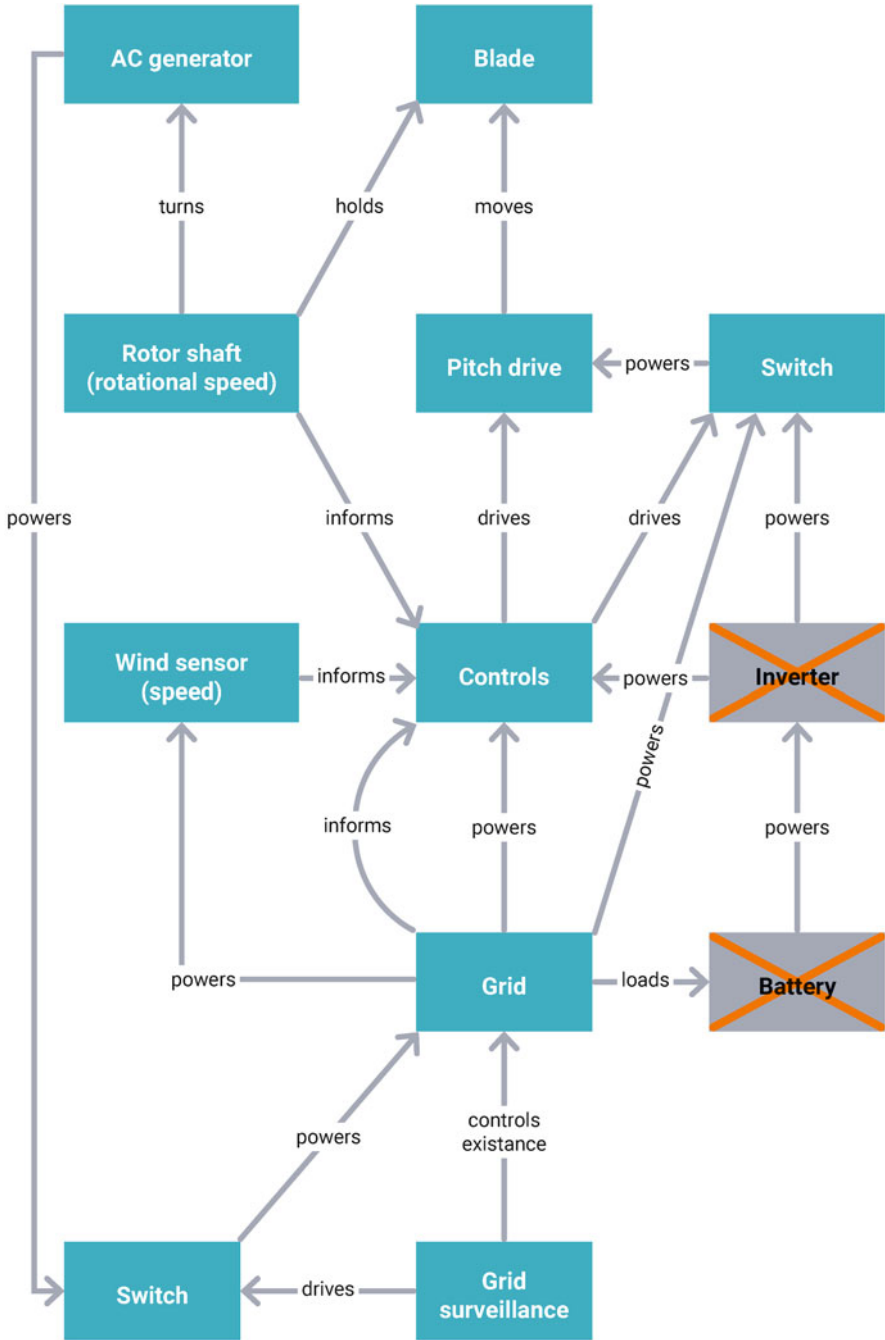 AC generator
Blade
turns
holds
moves
Rotor shaft
(rotational speed)
Pitch drive
powers
Switch
powers
informs
drives
drives
powers
Wind sensor
(speed)
informs
Controls
powers
Inverter
powers
informs
powers
powers
powers
Grid
loads
Battery
powers
controls
existance
Switch
drives
Grid
surveillance